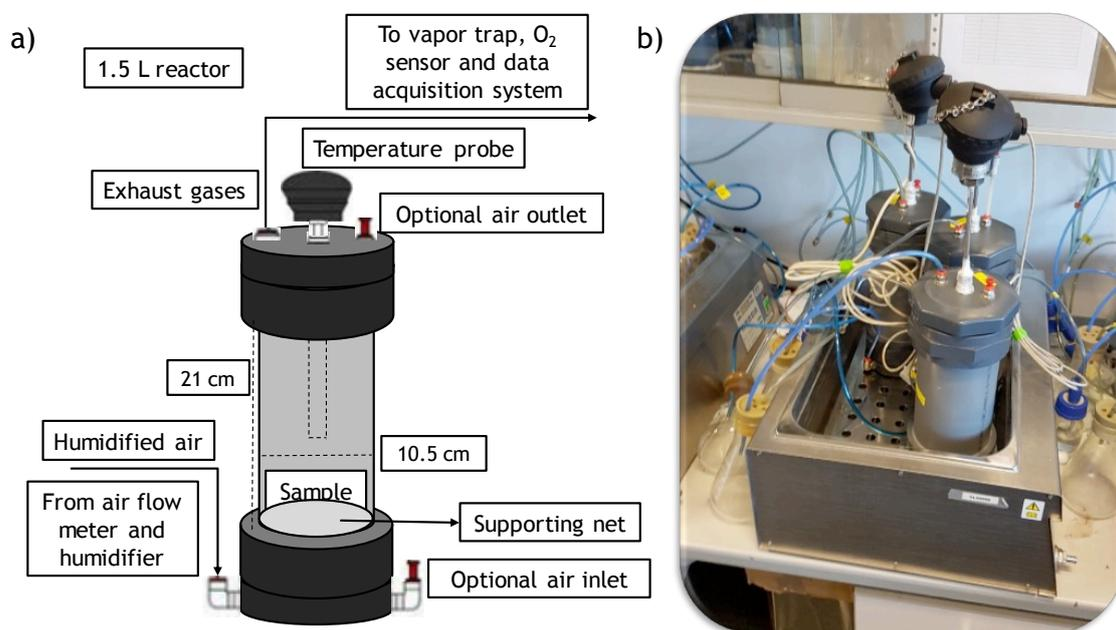 a)
1.5 L reactor
To vapor trap, O₂
sensor and data
acquisition system
Temperature probe
Exhaust gases
Optional air outlet
21 cm
Humidified air
10.5 cm
Sample
From air flow
meter and
humidifier
Supporting net
Optional air inlet
b)